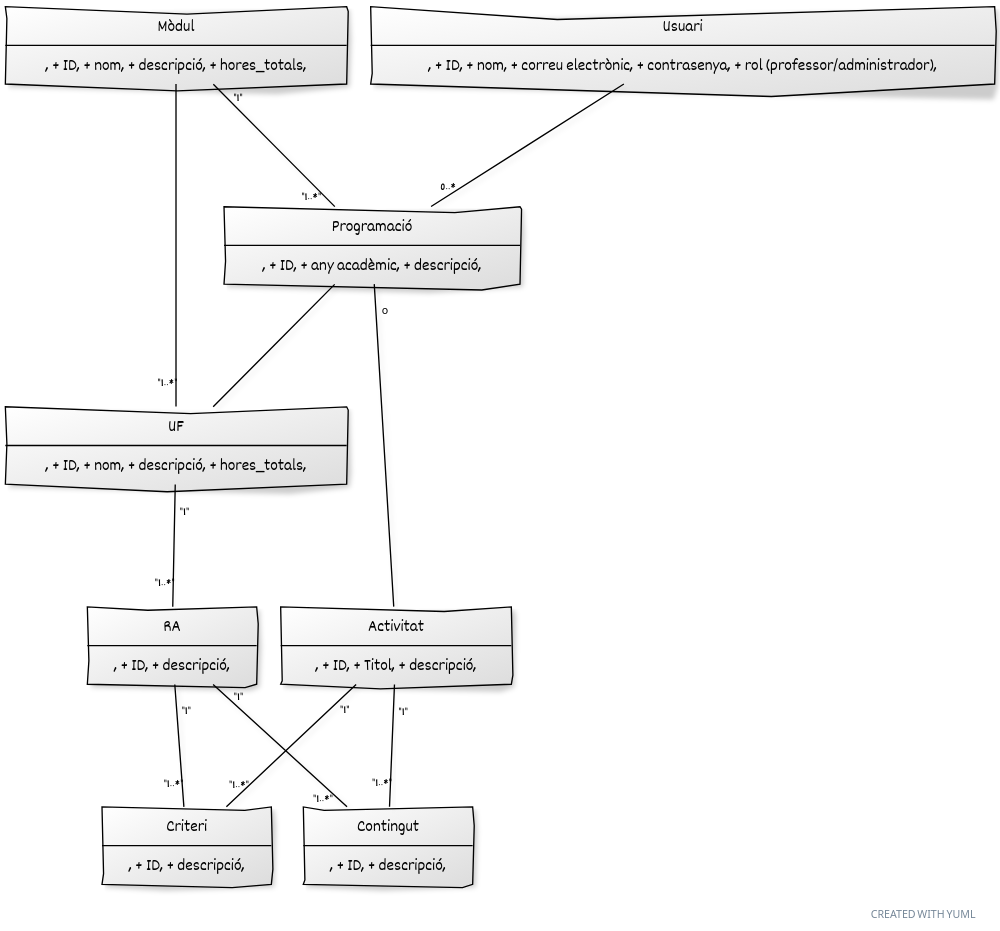 Mòdul
, + ID, + nom, + descripció, + hores_totals,
Usuari
, + ID, + nom, + correu electrònic, + contrasenya, + rol (professor/administrador),
"1"
"1..*"
0..*
Programació
, + ID, + any acadèmic, + descripció,
0
"1..*"
UF
, + ID, + nom, + descripció, + hores_totals,
"1"
"1..*"
RA
, + ID, + descripció,
Activitat
, + ID, + Titol, + descripció,
"1"
"1"
"1"
"1"
"1..*"
"1..*"
"1..*"
"1..*"
Criteri
, + ID, + descripció,
Contingut
, + ID, + descripció,
CREATED WITH YUML